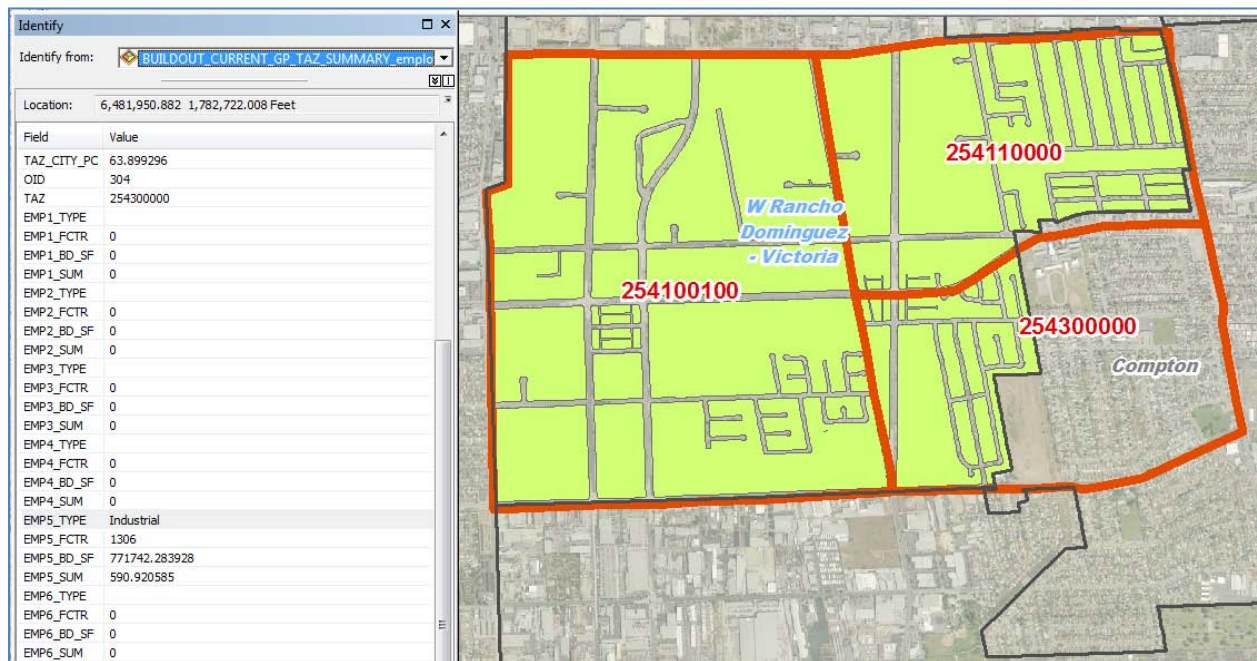 Identify
Identify from: BUILDOUT_CURRENT_GP_TAZ_SUMMARY_emplo
Location: 6,481,950.882 1,782,722.008 Feet
Field Value
TAZ_CITY_PC 63.899296
OID 304
TAZ 254300000
EMP1_TYPE
EMP1_FCTR 0
EMP1_BD_SF 0
EMP1_SUM 0
EMP2_TYPE
EMP2_FCTR 0
EMP2_BD_SF 0
EMP2_SUM 0
EMP3_TYPE
EMP3_FCTR 0
EMP3_BD_SF 0
EMP3_SUM 0
EMP4_TYPE
EMP4_FCTR 0
EMP4_BD_SF 0
EMP4_SUM 0
EMP5_TYPE Industrial
EMP5_FCTR 1306
EMP5_BD_SF 771742.283928
EMP5_SUM 590.920585
EMP6_TYPE
EMP6_FCTR 0
EMP6_BD_SF 0
EMP6_SUM 0
254110000
W Rancho
Dominguez
- Victoria
254100100
254300000
Compton